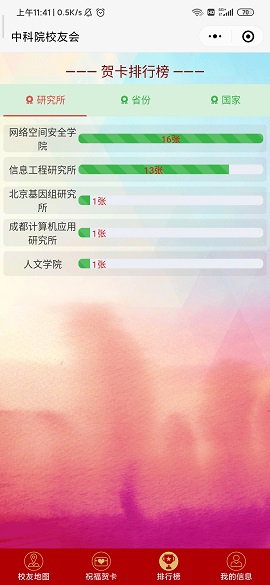 上午11:41 | 0.5K/s
70
中科院校友会
——— 贺卡排行榜 ———
研究所 省份 国家
网络空间安全学
院
16张
信息工程研究所 13张
北京基因组研究
所
1张
成都计算机应用
研究所
1张
人文学院 1张
校友地图 祝福贺卡 排行榜 我的信息